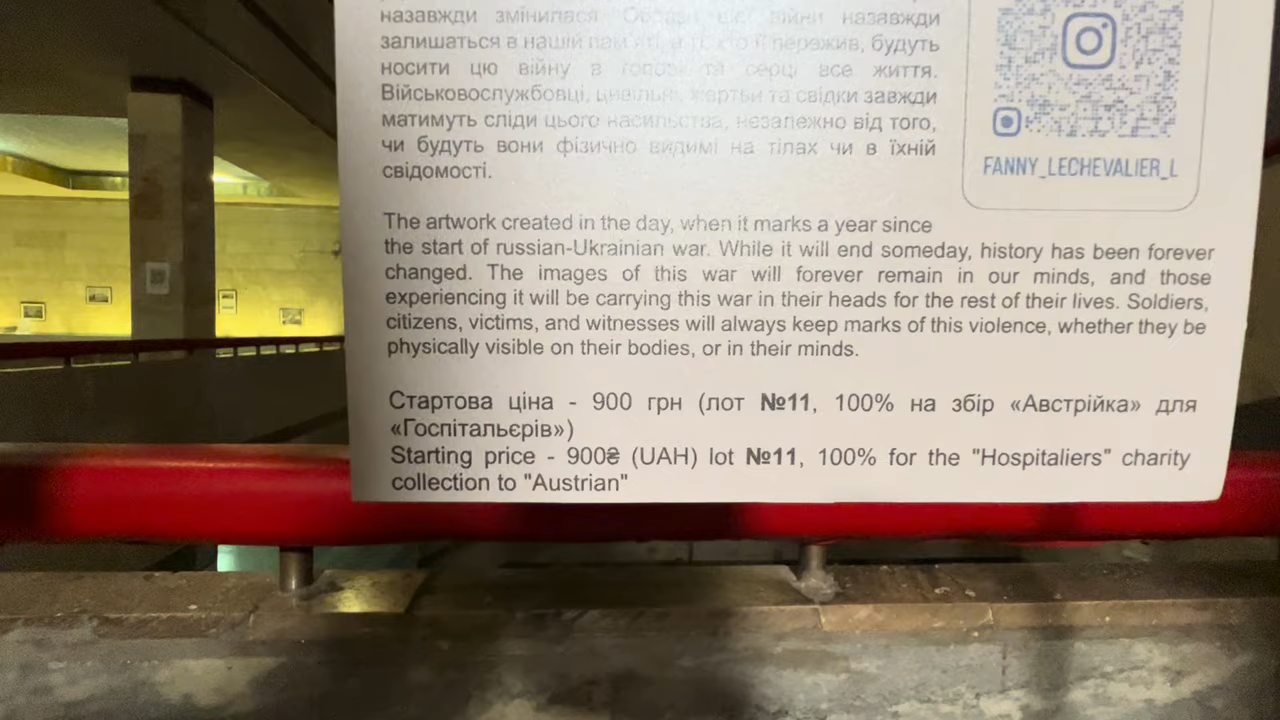 назавжди змінилася. Образи цієї війни назавжди
залишаться в нашій пам'яті, а ті, хто її пережив, будуть
носити цю війну в голові та серці все життя.
Військовослужбовці, цивільні, жертви та свідки завжди
матимуть сліди цього насильства, незалежно від того,
чи будуть вони фізично видимі на тілах чи в їхній
свідомості.
FANNY_LECHEVALIER_L
The artwork created in the day, when it marks a year since
the start of russian-Ukrainian war. While it will end someday, history has been forever
changed. The images of this war will forever remain in our minds, and those
experiencing it will be carrying this war in their heads for the rest of their lives. Soldiers,
citizens, victims, and witnesses will always keep marks of this violence, whether they be
physically visible on their bodies, or in their minds.
Стартова ціна - 900 грн (лот №11, 100% на збір «Австрійка» для
«Госпітальєрів»)
Starting price - 900₴ (UAH) lot №11, 100% for the "Hospitaliers" charity
collection to "Austrian"